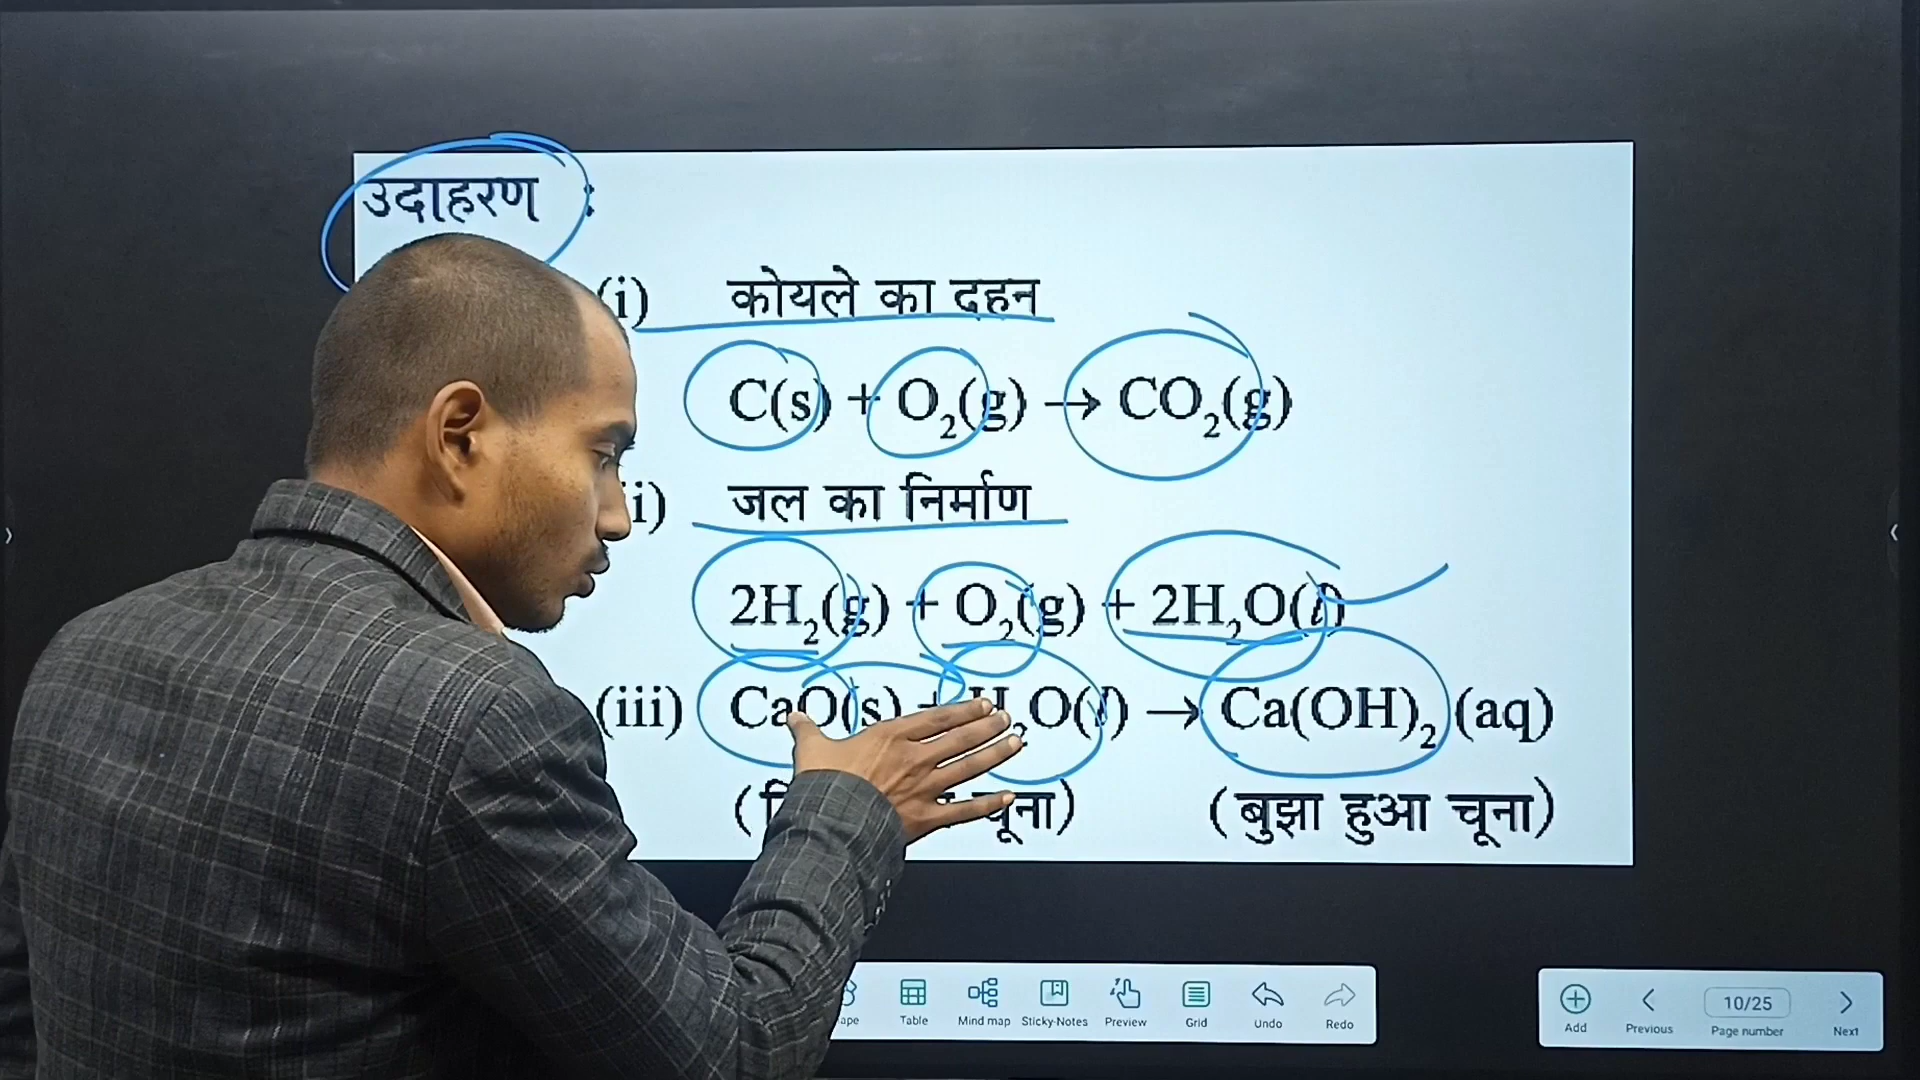 उदाहरण :
(i) कोयले का दहन
C(s) + O₂(g) → CO₂(g)
ii) जल का निर्माण
2H₂(g) + O₂(g) + 2H₂O(l)
(iii) CaO(s) + H₂O(l) → Ca(OH)₂ (aq)
चूना) (बुझा हुआ चूना)
Table Mind map Sticky-Notes Preview Grid Undo Redo
Add Previous 10/25 Page number Next